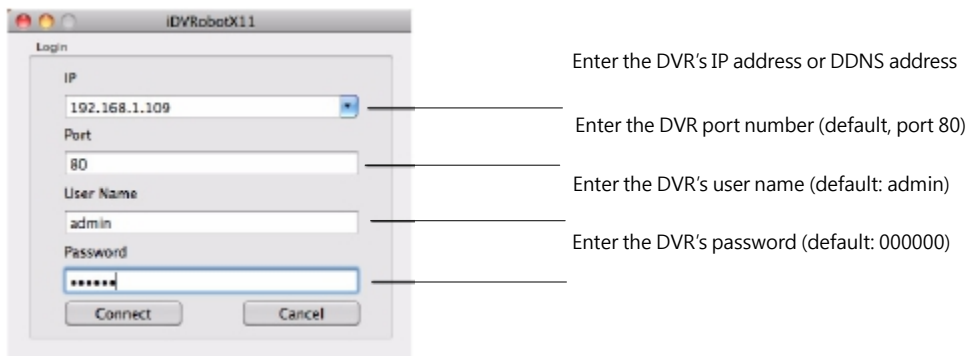 iDVRobotX11
Login
IP
192.168.1.109
Enter the DVR's IP address or DDNS address
Port
80
Enter the DVR port number (default, port 80)
User Name
admin
Enter the DVR's user name (default: admin)
Password
••••••
Enter the DVR's password (default: 000000)
Connect
Cancel